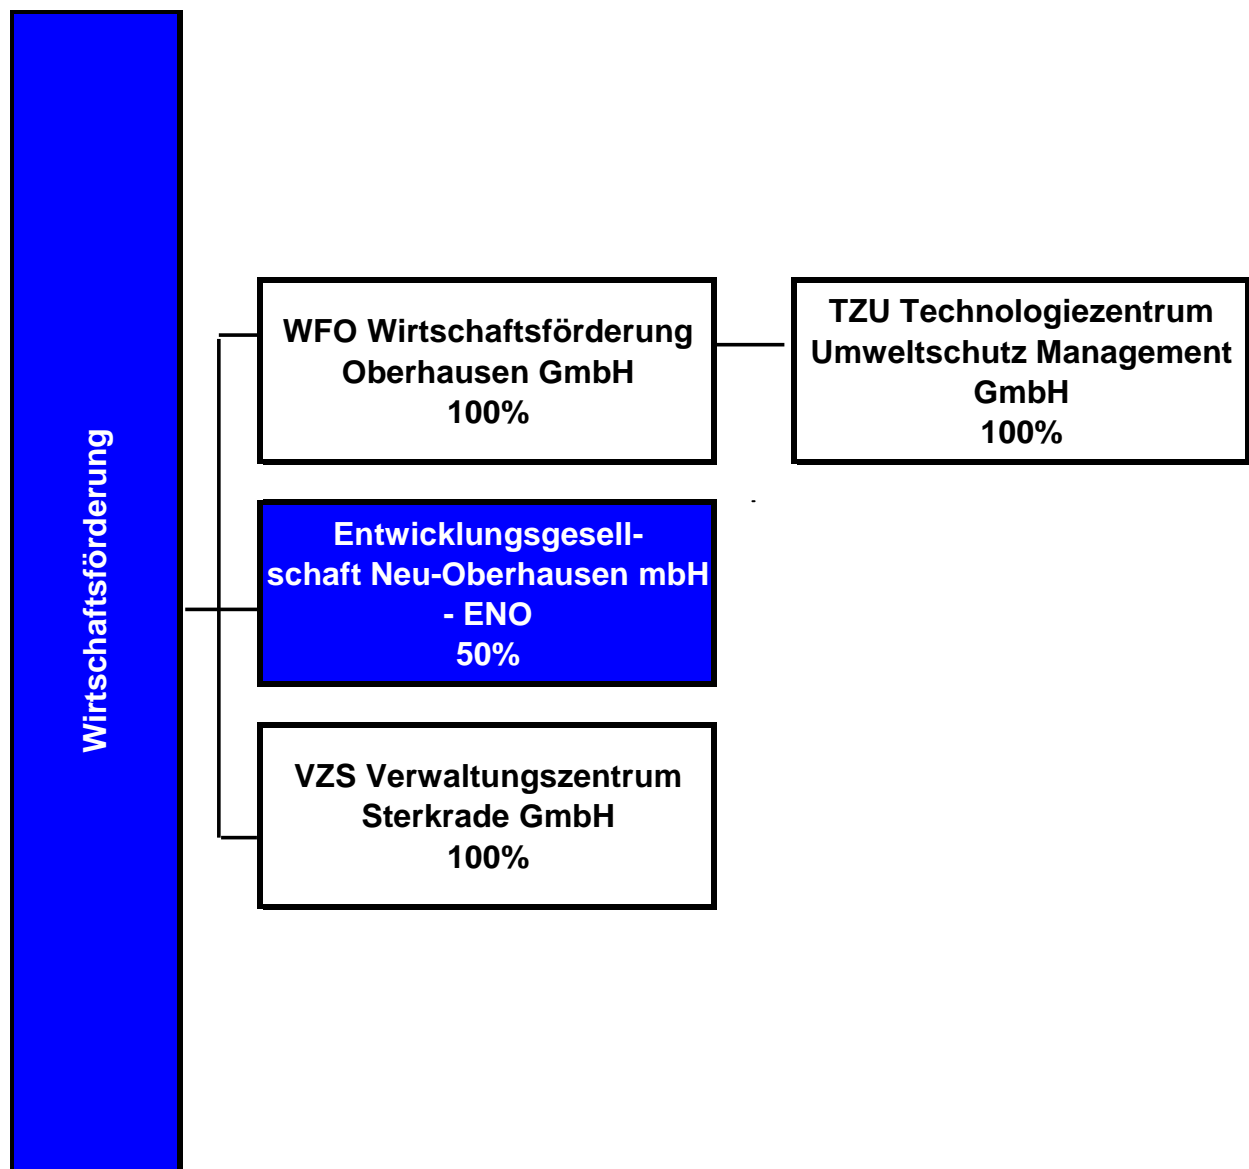 Wirtschaftsförderung
WFO Wirtschaftsförderung
Oberhausen GmbH
100%
TZU Technologiezentrum
Umweltschutz Management
GmbH
100%
Entwicklungsgesell-
schaft Neu-Oberhausen mbH
- ENO
50%
VZS Verwaltungszentrum
Sterkrade GmbH
100%